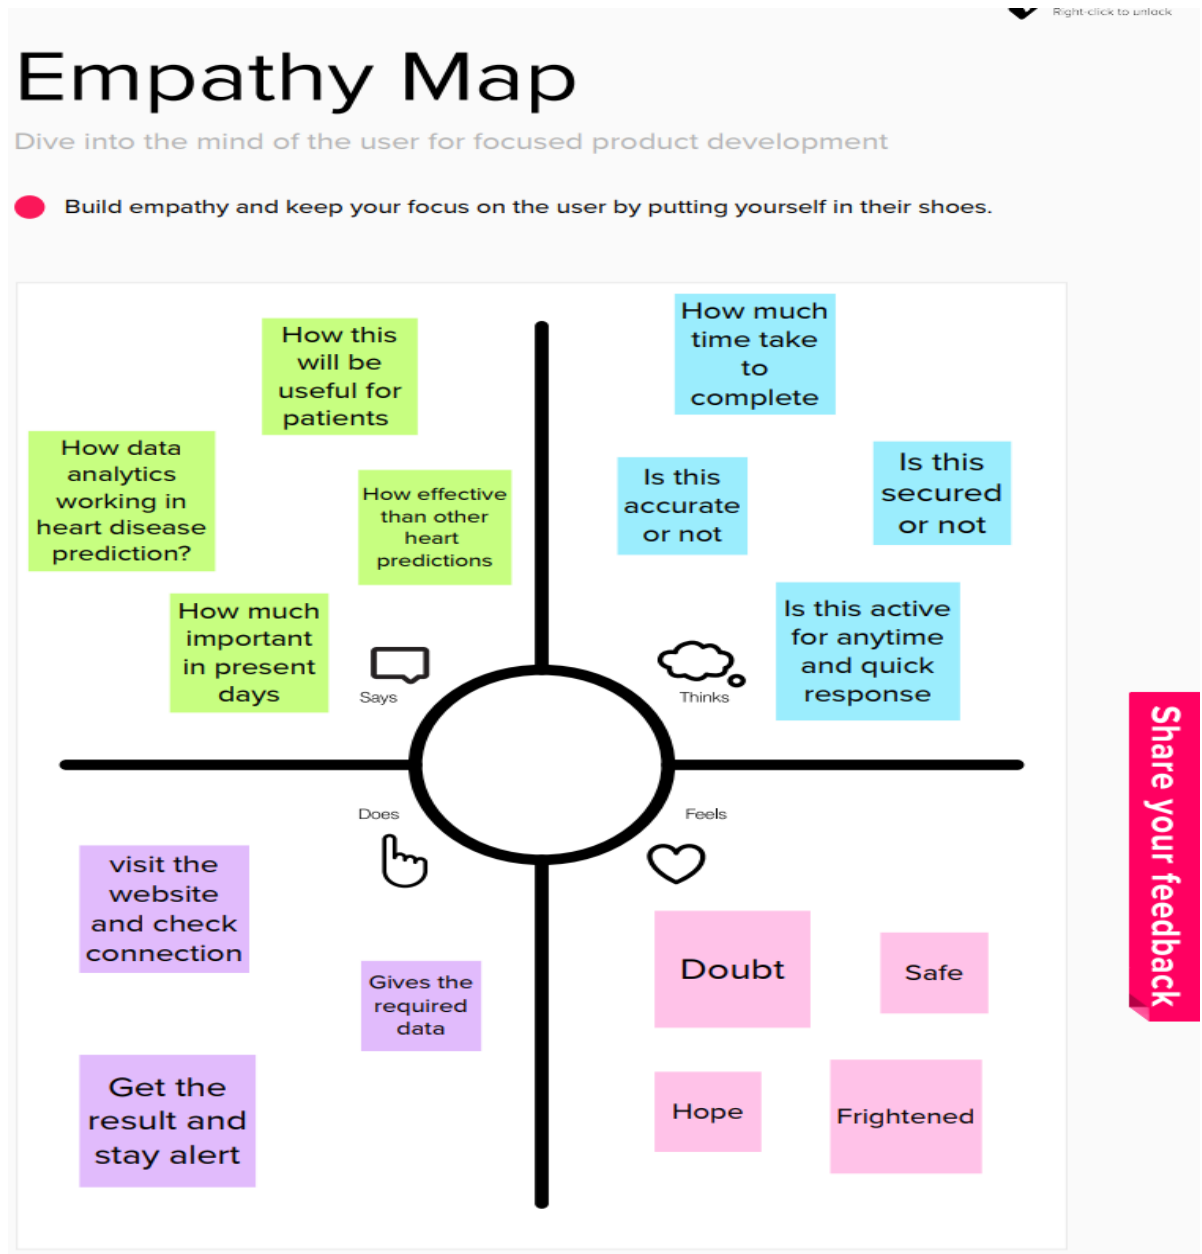 Right-click to unlock
Empathy Map
Dive into the mind of the user for focused product development
Build empathy and keep your focus on the user by putting yourself in their shoes.
How this
will be
useful for
patients
How data
analytics
working in
heart disease
prediction?
How effective
than other
heart
predictions
How much
important
in present
days
Says
How much
time take
to
complete
Is this
accurate
or not
Is this
secured
or not
Is this active
for anytime
and quick
response
Thinks
Does
visit the
website
and check
connection
Gives the
required
data
Get the
result and
stay alert
Feels
Doubt
Safe
Hope
Frightened
Share your feedback